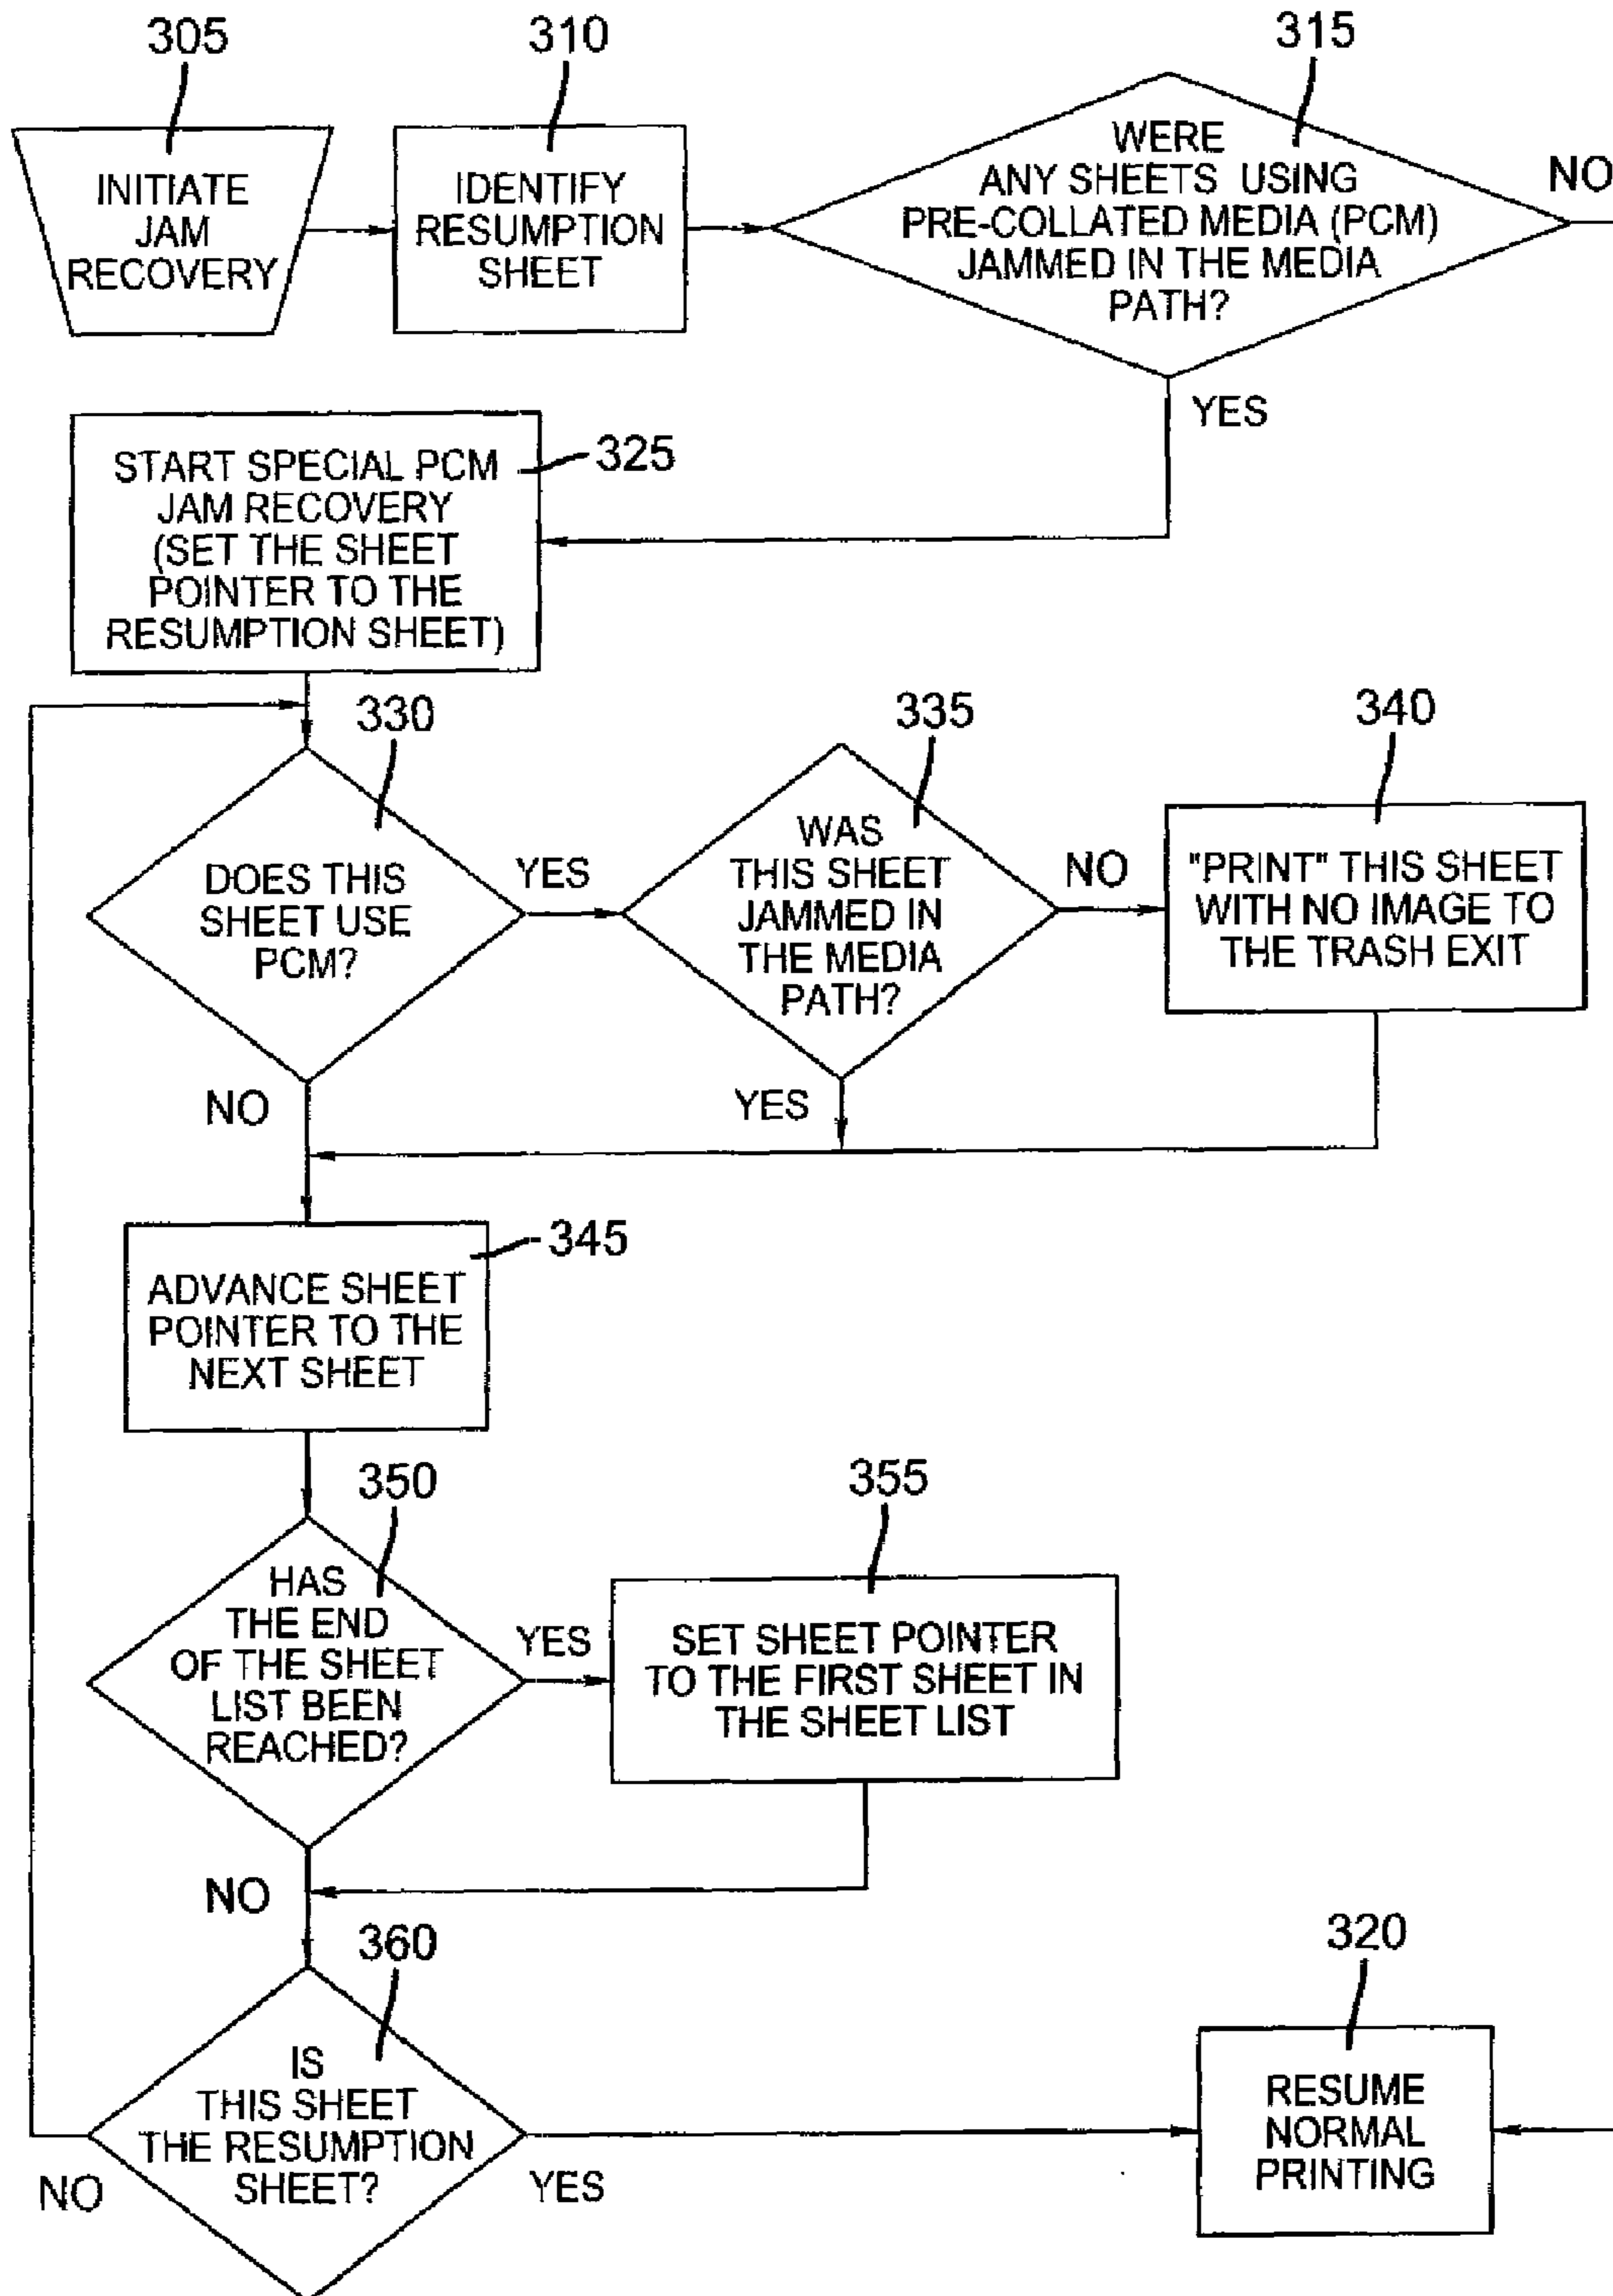 305
310
315
INITIATE
JAM
RECOVERY
IDENTIFY
RESUMPTION
SHEET
WERE
ANY SHEETS USING
PRE-COLLATED MEDIA (PCM)
JAMMED IN THE MEDIA
PATH?
NO
YES
START SPECIAL PCM
JAM RECOVERY
(SET THE SHEET
POINTER TO THE
RESUMPTION SHEET)
325
330
335
340
DOES THIS
SHEET USE
PCM?
YES
NO
WAS
THIS SHEET
JAMMED IN
THE MEDIA
PATH?
NO
YES
"PRINT" THIS SHEET
WITH NO IMAGE TO
THE TRASH EXIT
345
ADVANCE SHEET
POINTER TO THE
NEXT SHEET
350
355
HAS
THE END
OF THE SHEET
LIST BEEN
REACHED?
YES
NO
SET SHEET POINTER
TO THE FIRST SHEET IN
THE SHEET LIST
360
320
IS
THIS SHEET
THE RESUMPTION
SHEET?
NO
YES
RESUME
NORMAL
PRINTING